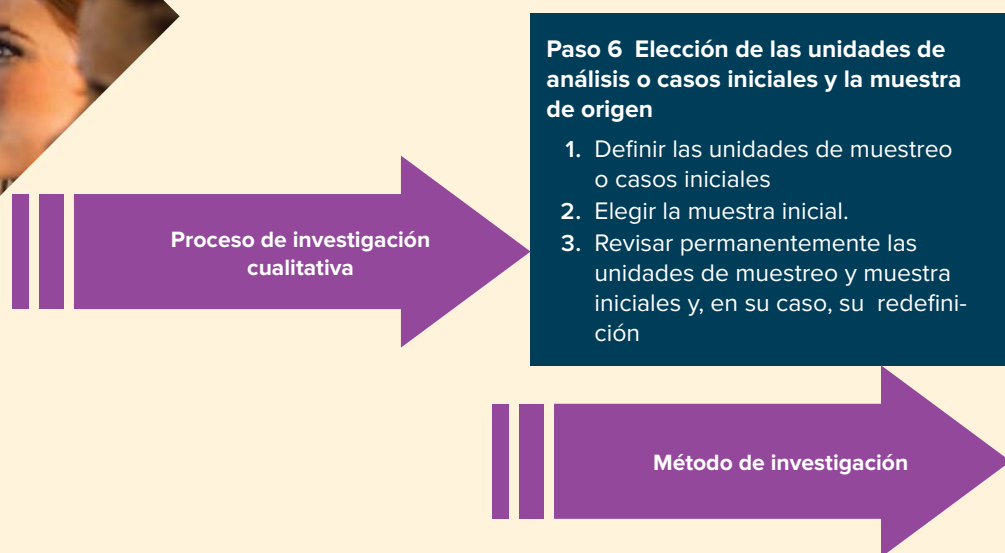 Paso 6 Elección de las unidades de
análisis o casos iniciales y la muestra
de origen
1. Definir las unidades de muestreo
o casos iniciales
2. Elegir la muestra inicial.
3. Revisar permanentemente las
unidades de muestreo y muestra
iniciales y, en su caso, su redefini-
ción
Proceso de investigación
cualitativa
Método de investigación